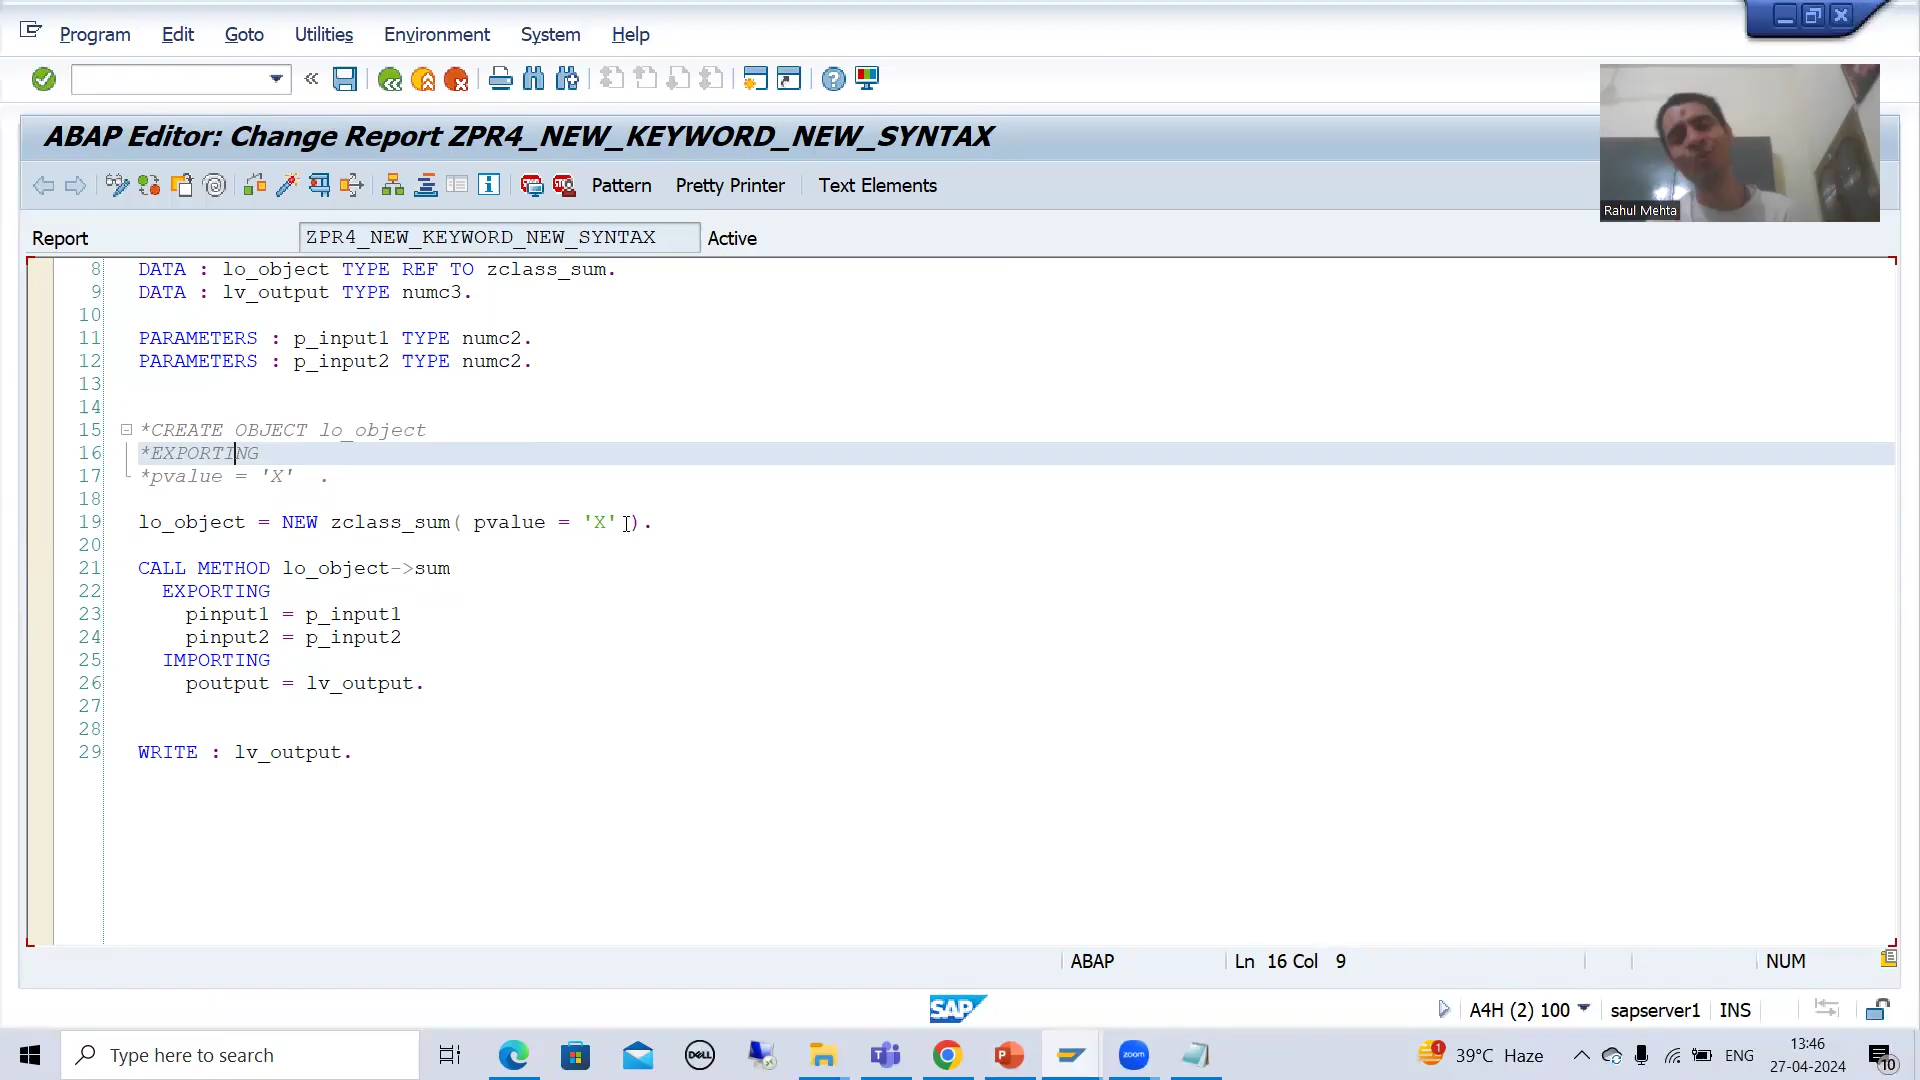 Program Edit Goto Utilities Environment System Help
ABAP Editor: Change Report ZPR4_NEW_KEYWORD_NEW_SYNTAX
Pattern Pretty Printer Text Elements
Rahul Mehta
Report ZPR4_NEW_KEYWORD_NEW_SYNTAX Active
8 DATA : lo_object TYPE REF TO zclass_sum.
9 DATA : lv_output TYPE numc3.
10
11 PARAMETERS : p_input1 TYPE numc2.
12 PARAMETERS : p_input2 TYPE numc2.
13
14
15 *CREATE OBJECT lo_object
16 *EXPORTING
17 *pvalue = 'X' .
18
19 lo_object = NEW zclass_sum( pvalue = 'X' ).
20
21 CALL METHOD lo_object->sum
22 EXPORTING
23 pinput1 = p_input1
24 pinput2 = p_input2
25 IMPORTING
26 poutput = lv_output.
27
28
29 WRITE : lv_output.
ABAP Ln 16 Col 9 NUM
SAP A4H (2) 100 sapserver1 INS
Type here to search DELL zoom 1 39°C Haze ENG 13:46
27-04-2024 10